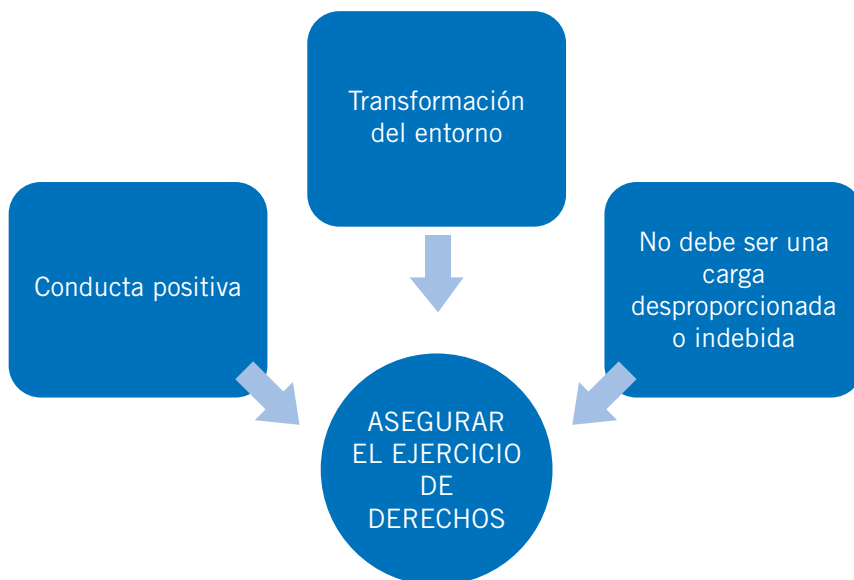 Transformación
del entorno
Conducta positiva
No debe ser una
carga
desproporcionada
o indebida
ASEGURAR
EL EJERCICIO
DE
DERECHOS